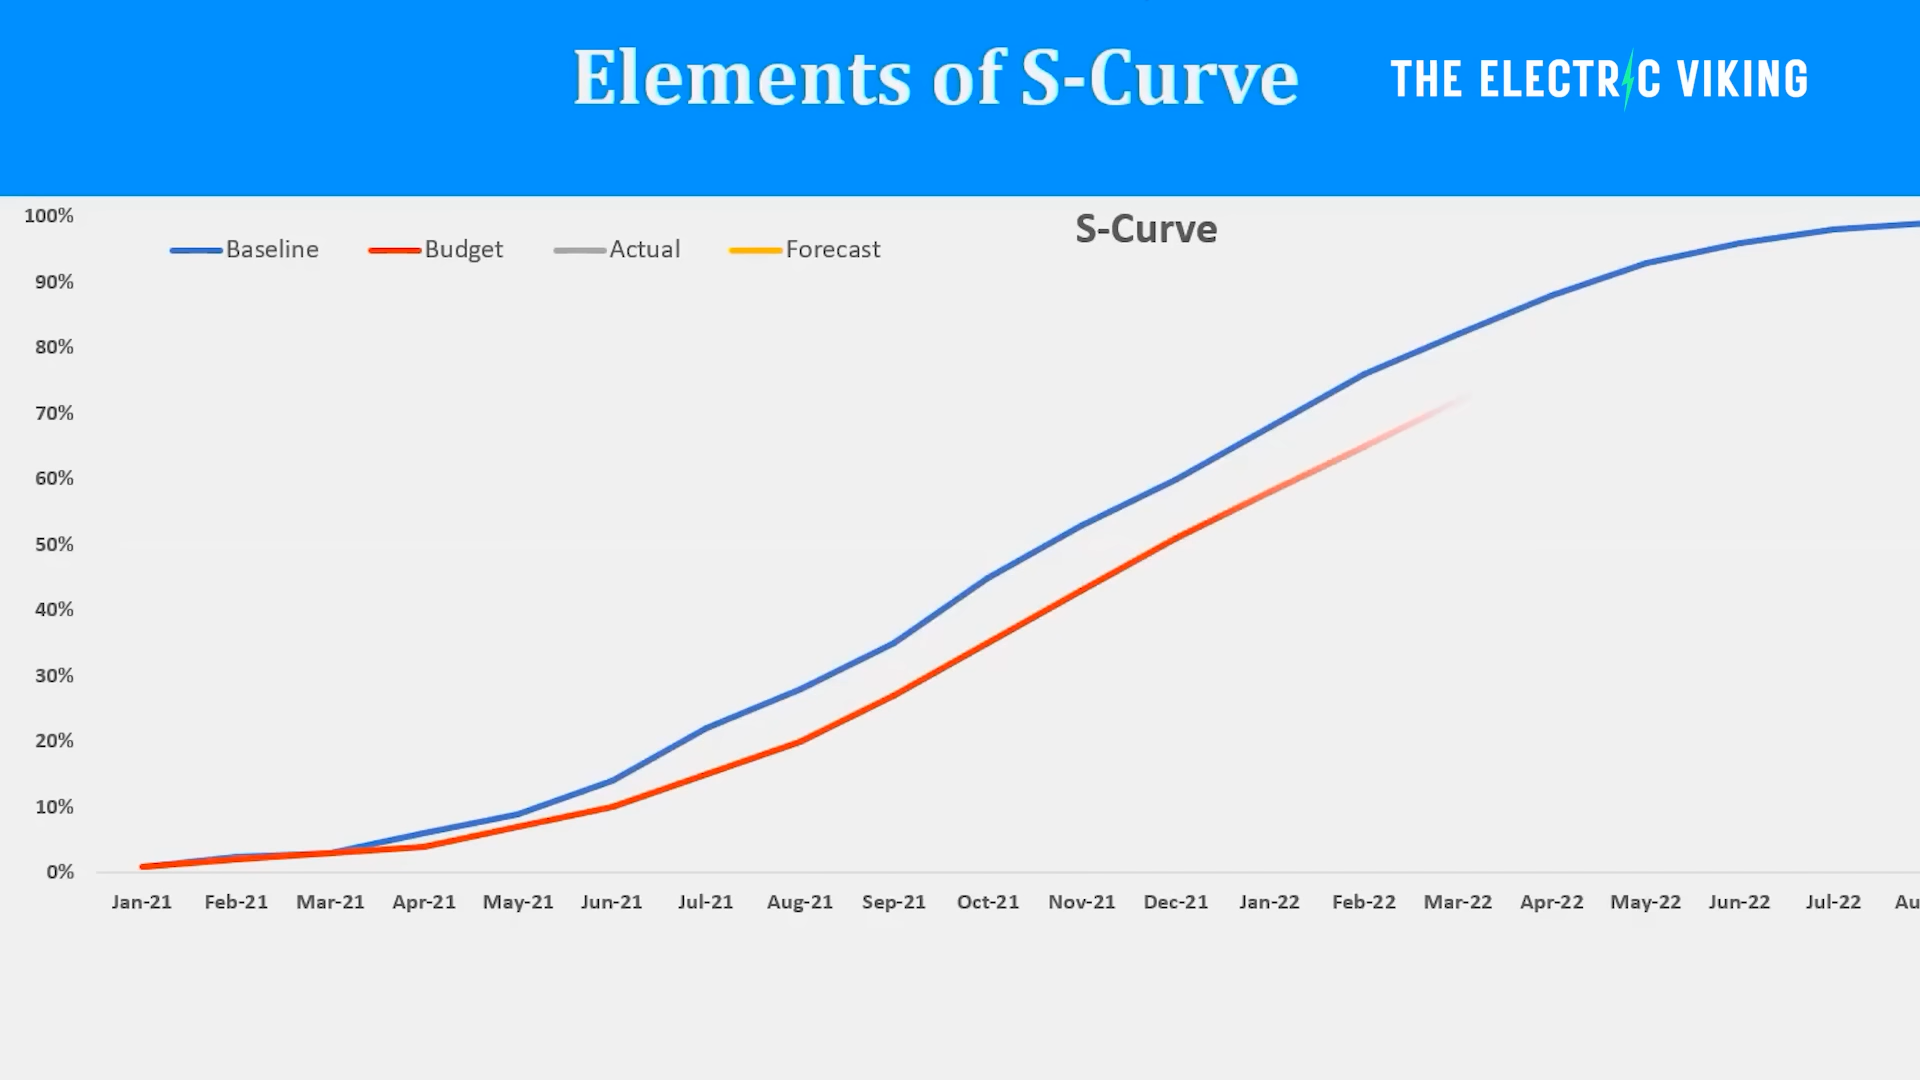 Elements of S-Curve
THE ELECTRIC VIKING
S-Curve
Baseline Budget Actual Forecast
100%
90%
80%
70%
60%
50%
40%
30%
20%
10%
0%
Jan-21 Feb-21 Mar-21 Apr-21 May-21 Jun-21 Jul-21 Aug-21 Sep-21 Oct-21 Nov-21 Dec-21 Jan-22 Feb-22 Mar-22 Apr-22 May-22 Jun-22 Jul-22 Au